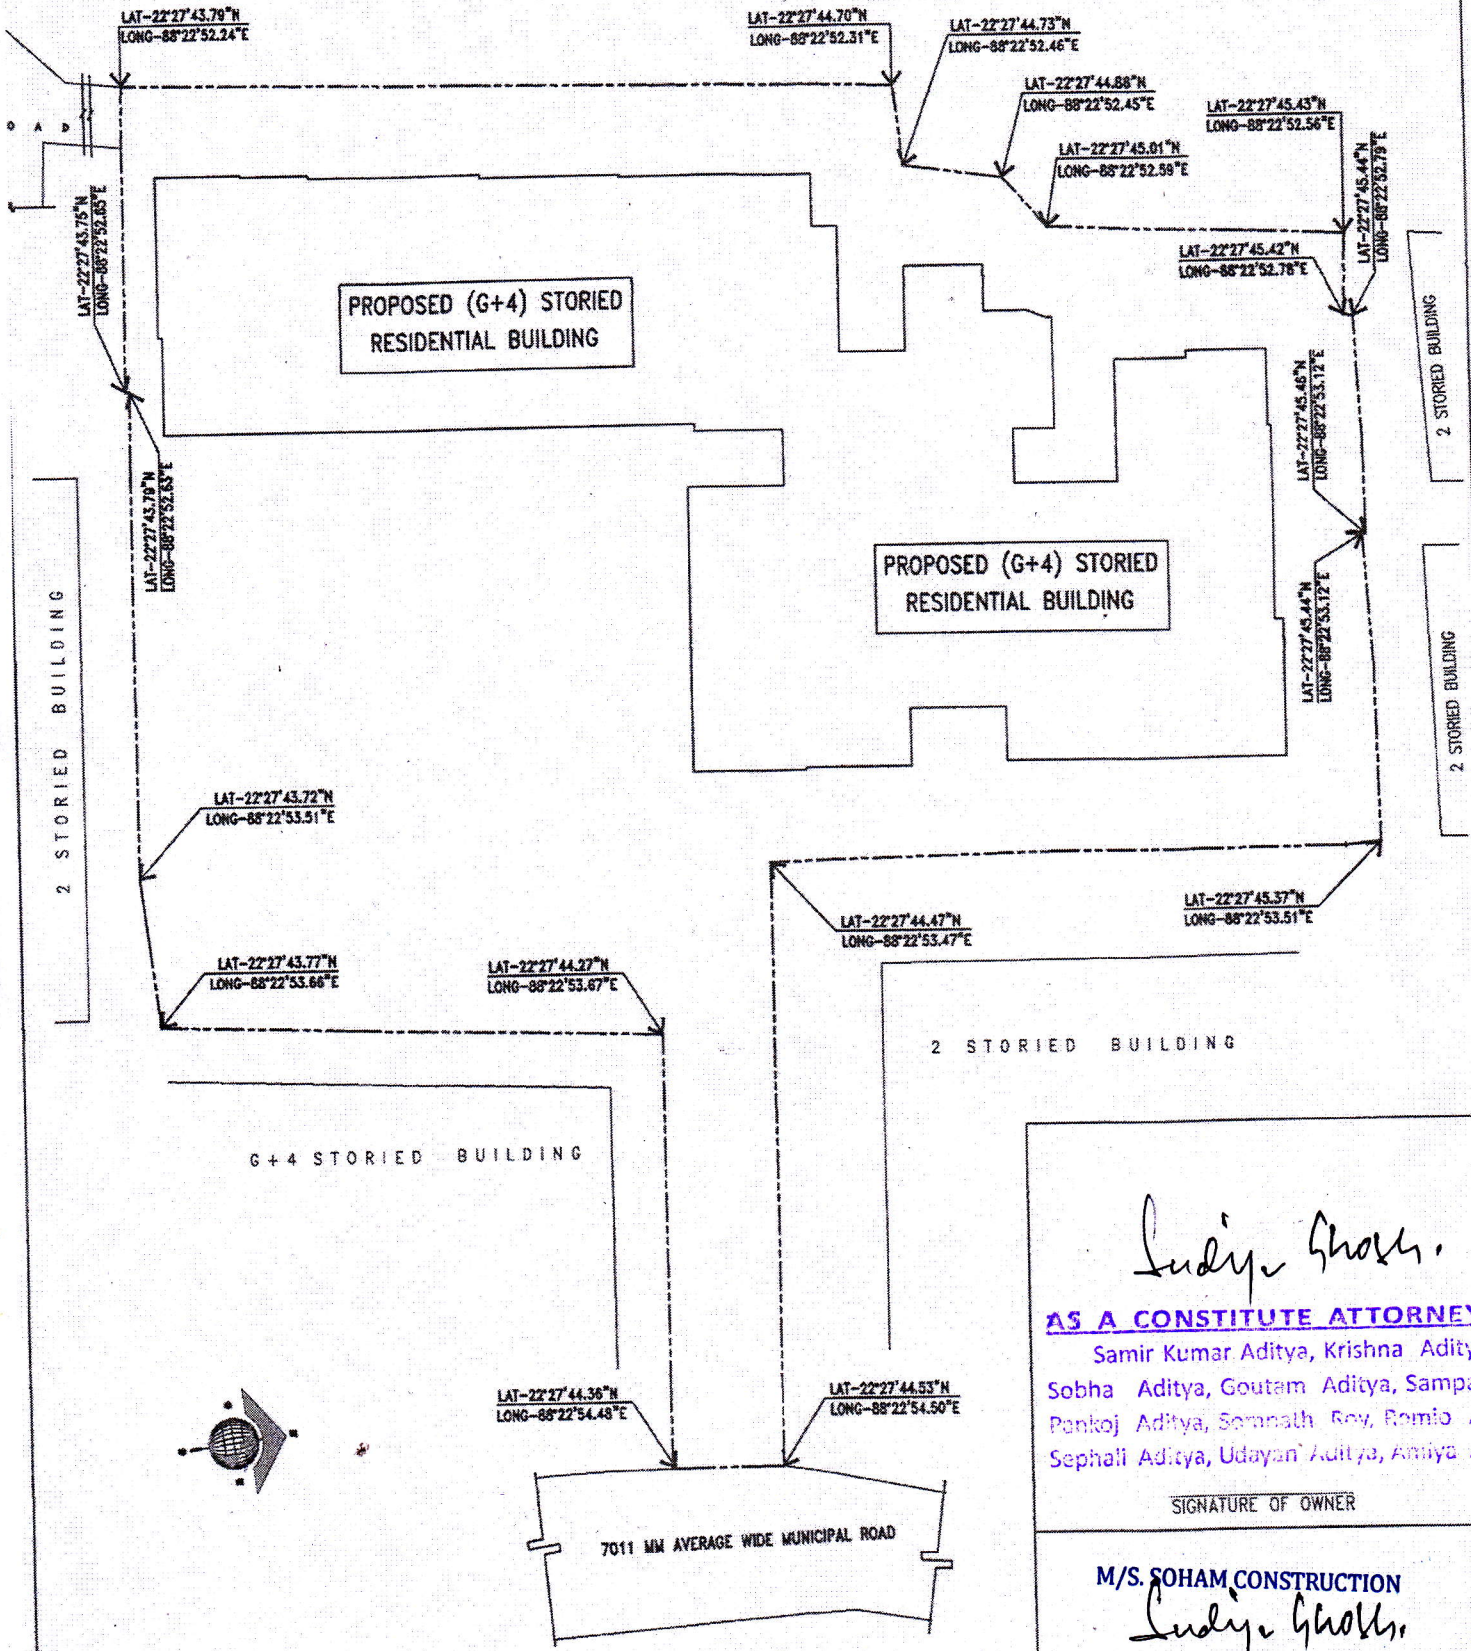 LAT-22°27'43.79"N
LONG-88°22'52.24"E
LAT-22°27'44.70"N
LONG-88°22'52.31"E
LAT-22°27'44.73"N
LONG-88°22'52.46"E
LAT-22°27'44.88"N
LONG-88°22'52.45"E
LAT-22°27'45.43"N
LONG-88°22'52.56"E
LAT-22°27'45.01"N
LONG-88°22'52.59"E
LAT-22°27'45.44"N
LONG-88°22'52.79"E
O A D
LAT-22°27'43.75"N
LONG-88°22'52.65"E
LAT-22°27'45.42"N
LONG-88°22'52.78"E
PROPOSED (G+4) STORIED
RESIDENTIAL BUILDING
2 STORIED BUILDING
LAT-22°27'45.46"N
LONG-88°22'53.12"E
LAT-22°27'43.79"N
LONG-88°22'52.63"E
PROPOSED (G+4) STORIED
RESIDENTIAL BUILDING
LAT-22°27'45.44"N
LONG-88°22'53.12"E
2 STORIED BUILDING
2 STORIED BUILDING
LAT-22°27'43.72"N
LONG-88°22'53.51"E
LAT-22°27'44.47"N
LONG-88°22'53.47"E
LAT-22°27'45.37"N
LONG-88°22'53.51"E
LAT-22°27'43.77"N
LONG-88°22'53.66"E
LAT-22°27'44.27"N
LONG-88°22'53.67"E
2 STORIED BUILDING
G+4 STORIED BUILDING
Sudip Ghosh.
AS A CONSTITUTE ATTORNEY
Samir Kumar Aditya, Krishna Adity
Sobha Aditya, Goutam Aditya, Sampa
Pankoj Aditya, Somnath Roy, Romio
Sephali Aditya, Udayan Aditya, Amiya
SIGNATURE OF OWNER
LAT-22°27'44.36"N
LONG-88°22'54.48"E
LAT-22°27'44.53"N
LONG-88°22'54.50"E
7011 MM AVERAGE WIDE MUNICIPAL ROAD
M/S. SOHAM CONSTRUCTION
Sudip Ghosh.